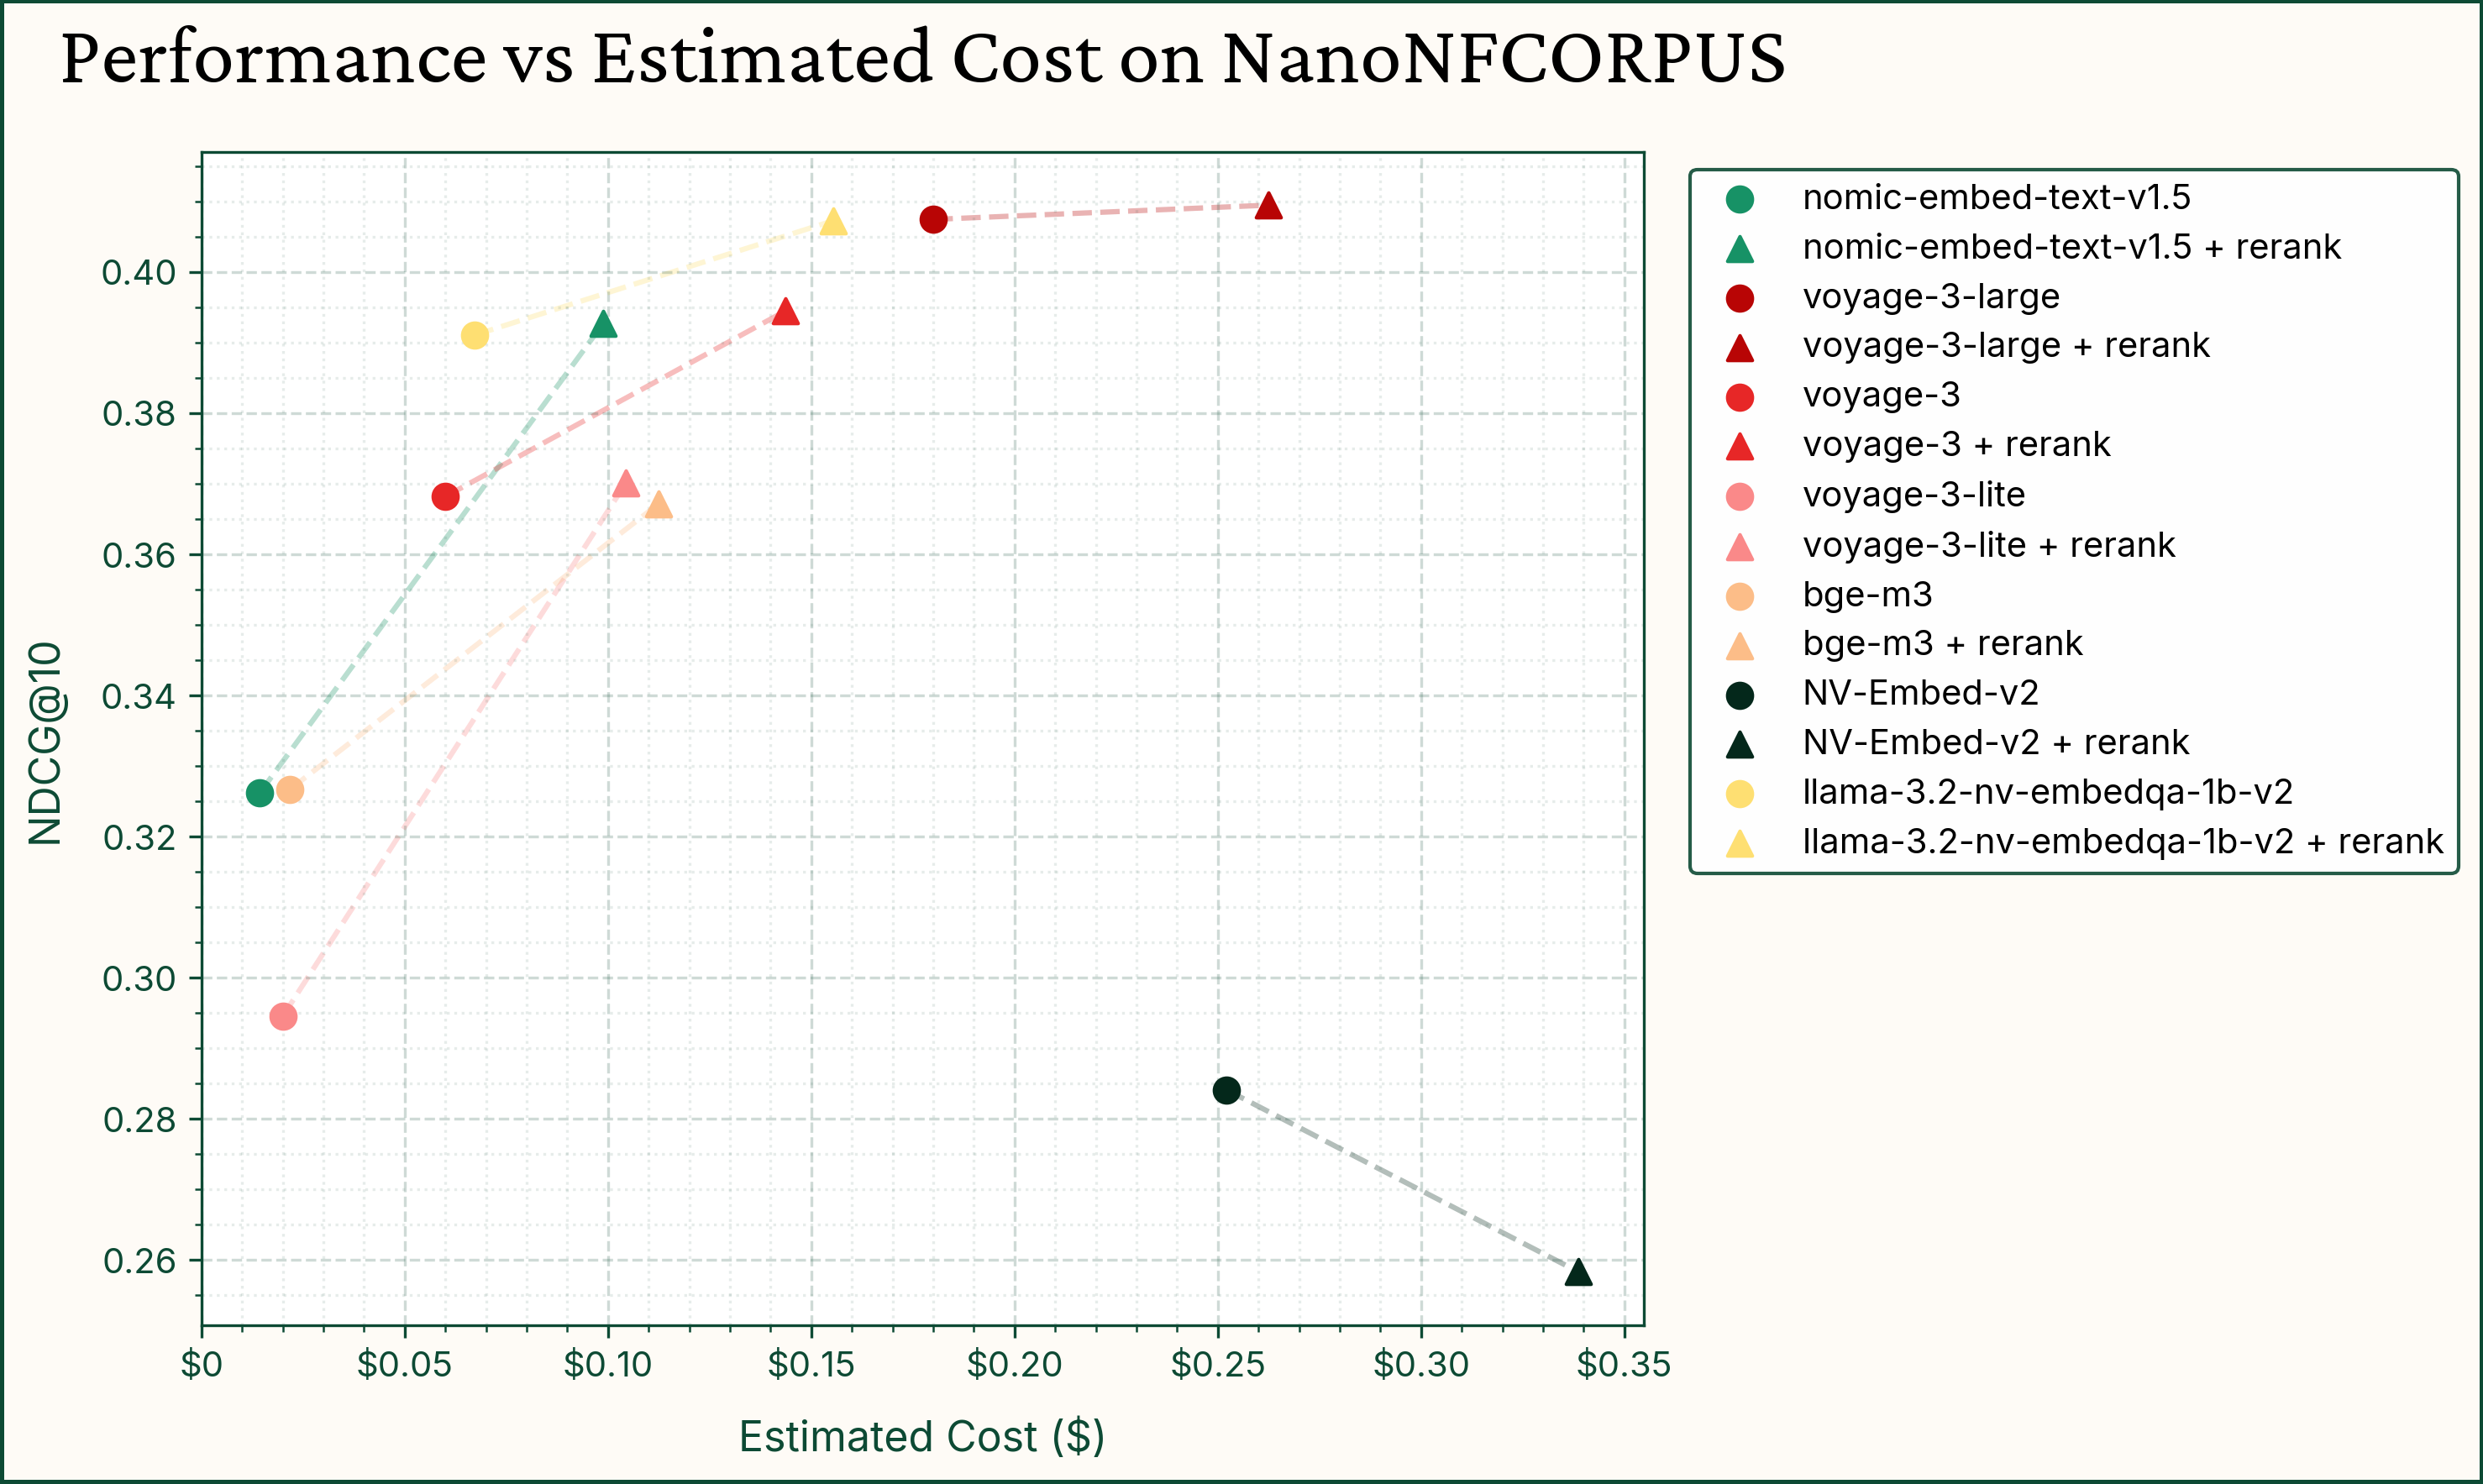 Performance vs Estimated Cost on NanoNFCORPUS
nomic-embed-text-v1.5
nomic-embed-text-v1.5 + rerank
voyage-3-large
voyage-3-large + rerank
voyage-3
voyage-3 + rerank
voyage-3-lite
voyage-3-lite + rerank
bge-m3
bge-m3 + rerank
NV-Embed-v2
NV-Embed-v2 + rerank
llama-3.2-nv-embedqa-1b-v2
llama-3.2-nv-embedqa-1b-v2 + rerank
NDCG@10
0.40
0.38
0.36
0.34
0.32
0.30
0.28
0.26
$0 $0.05 $0.10 $0.15 $0.20 $0.25 $0.30 $0.35
Estimated Cost ($)